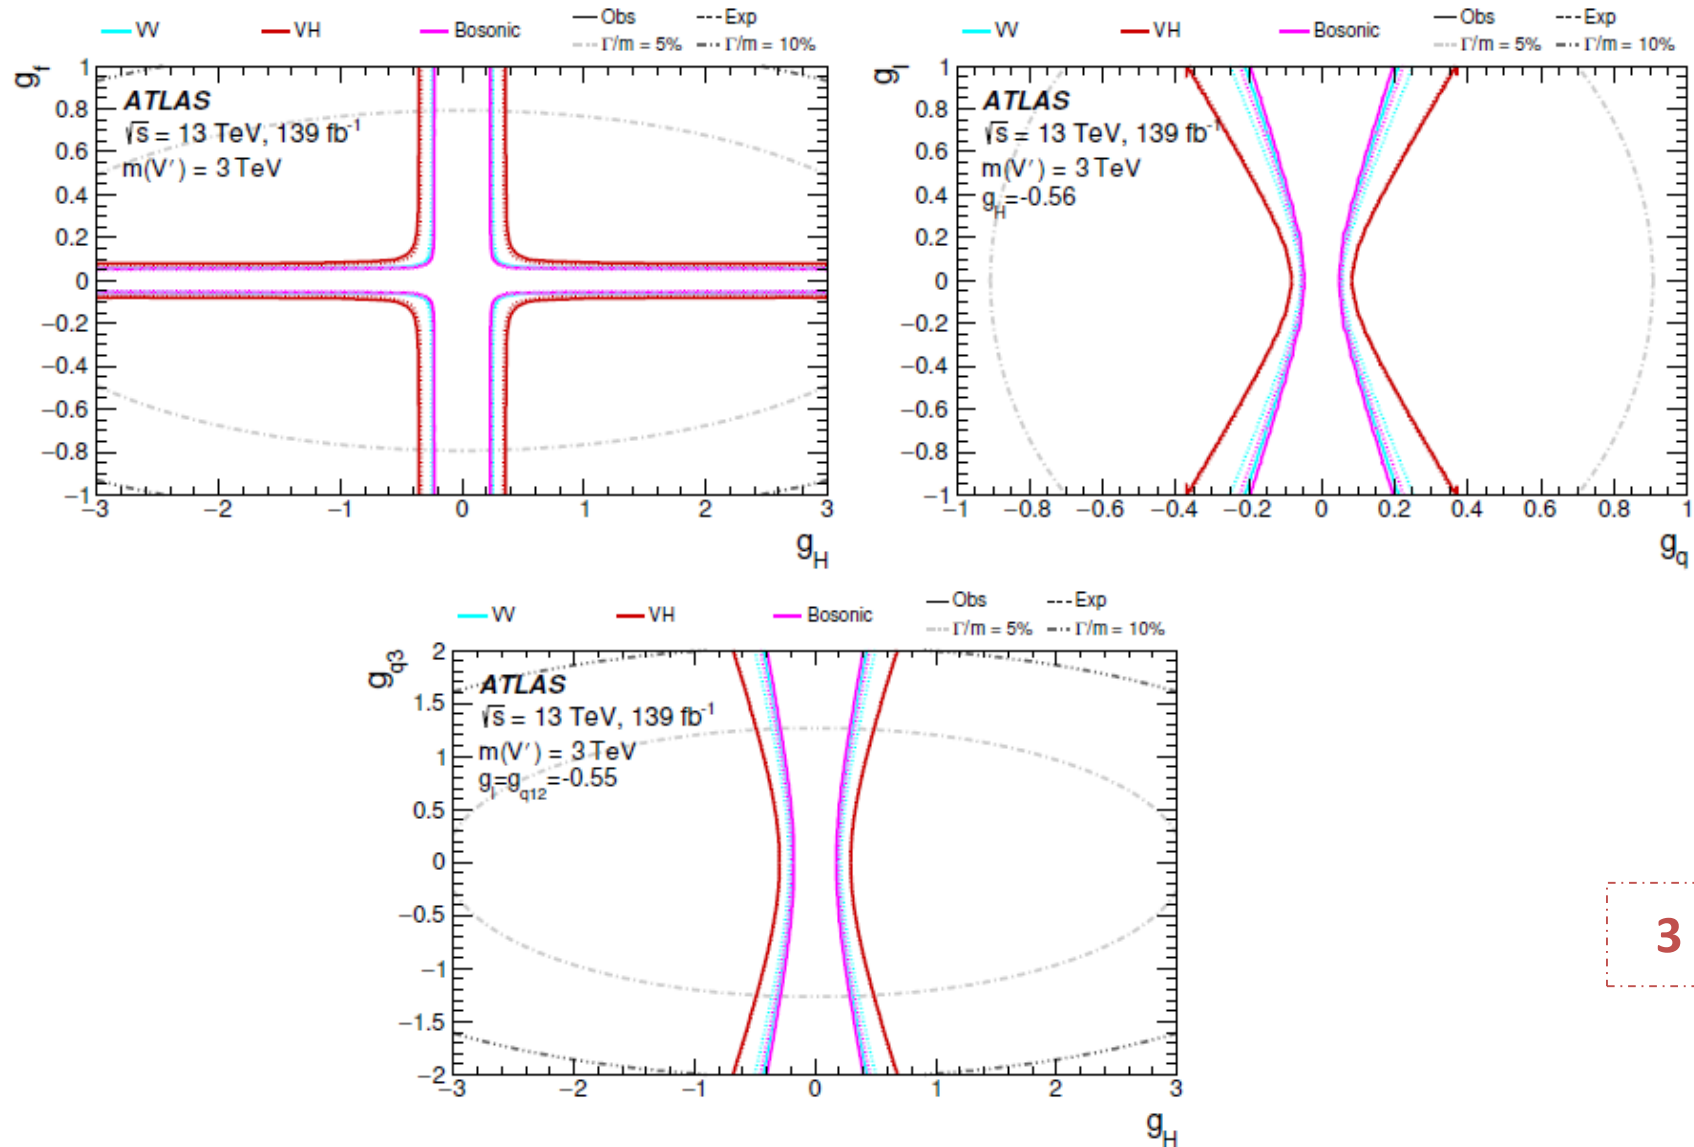 VV VH Bosonic Obs Exp
Γ/m = 5% Γ/m = 10%
g_f
ATLAS
√s = 13 TeV, 139 fb⁻¹
m(V′) = 3 TeV
1
0.8
0.6
0.4
0.2
0
−0.2
−0.4
−0.6
−0.8
−1
−3 −2 −1 0 1 2 3
g_H
VV VH Bosonic Obs Exp
Γ/m = 5% Γ/m = 10%
g_l
ATLAS
√s = 13 TeV, 139 fb⁻¹
m(V′) = 3 TeV
g_H=-0.56
1
0.8
0.6
0.4
0.2
0
−0.2
−0.4
−0.6
−0.8
−1
−1 −0.8 −0.6 −0.4 −0.2 0 0.2 0.4 0.6 0.8 1
g_q
VV VH Bosonic Obs Exp
Γ/m = 5% Γ/m = 10%
g_q3
ATLAS
√s = 13 TeV, 139 fb⁻¹
m(V′) = 3 TeV
g_l=g_q12=-0.55
2
1.5
1
0.5
0
−0.5
−1
−1.5
−2
−3 −2 −1 0 1 2 3
g_H
3